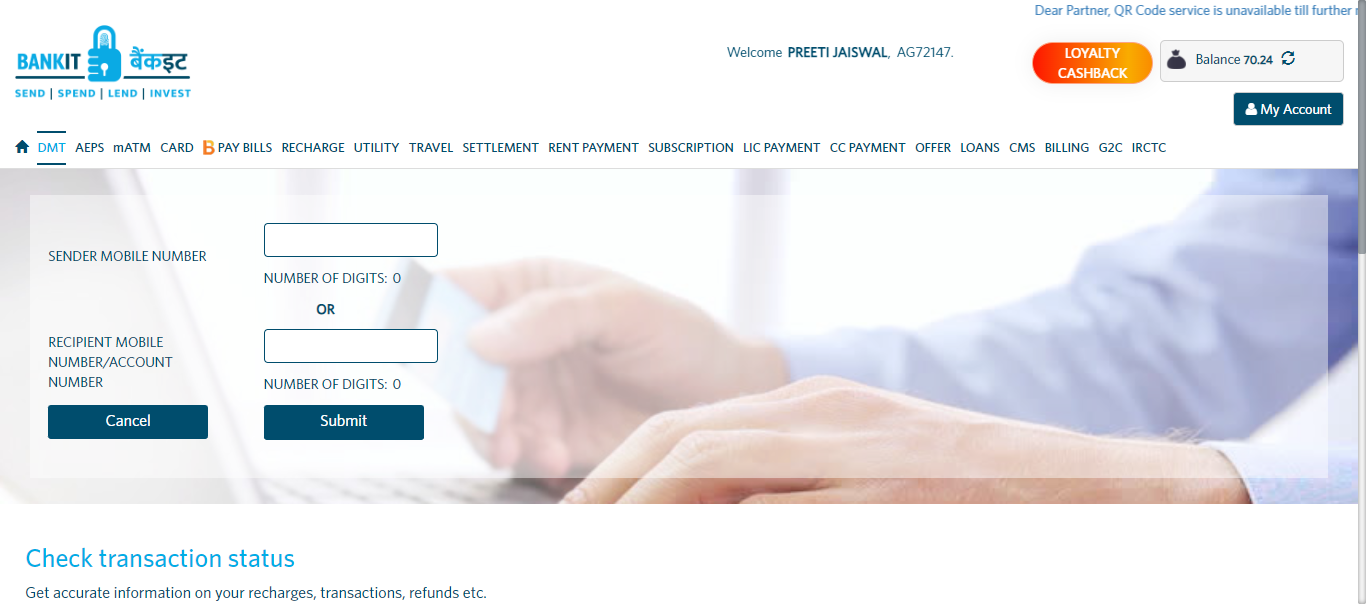 Dear Partner, QR Code service is unavailable till further
BANKIT बैंकइट
SEND | SPEND | LEND | INVEST
Welcome PREETI JAISWAL, AG72147.
LOYALTY
CASHBACK
Balance 70.24
My Account
DMT AEPS mATM CARD B PAY BILLS RECHARGE UTILITY TRAVEL SETTLEMENT RENT PAYMENT SUBSCRIPTION LIC PAYMENT CC PAYMENT OFFER LOANS CMS BILLING G2C IRCTC
SENDER MOBILE NUMBER
NUMBER OF DIGITS: 0
OR
RECIPIENT MOBILE
NUMBER/ACCOUNT
NUMBER
NUMBER OF DIGITS: 0
Cancel
Submit
Check transaction status
Get accurate information on your recharges, transactions, refunds etc.